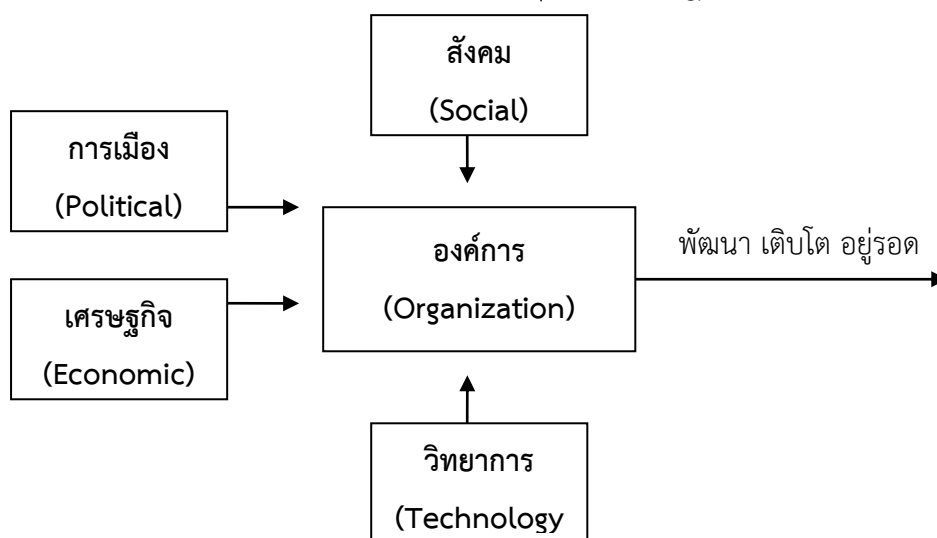 สังคม
(Social)
การเมือง
(Political)
องค์การ
(Organization)
พัฒนา เติบโต อยู่รอด
เศรษฐกิจ
(Economic)
วิทยาการ
(Technology